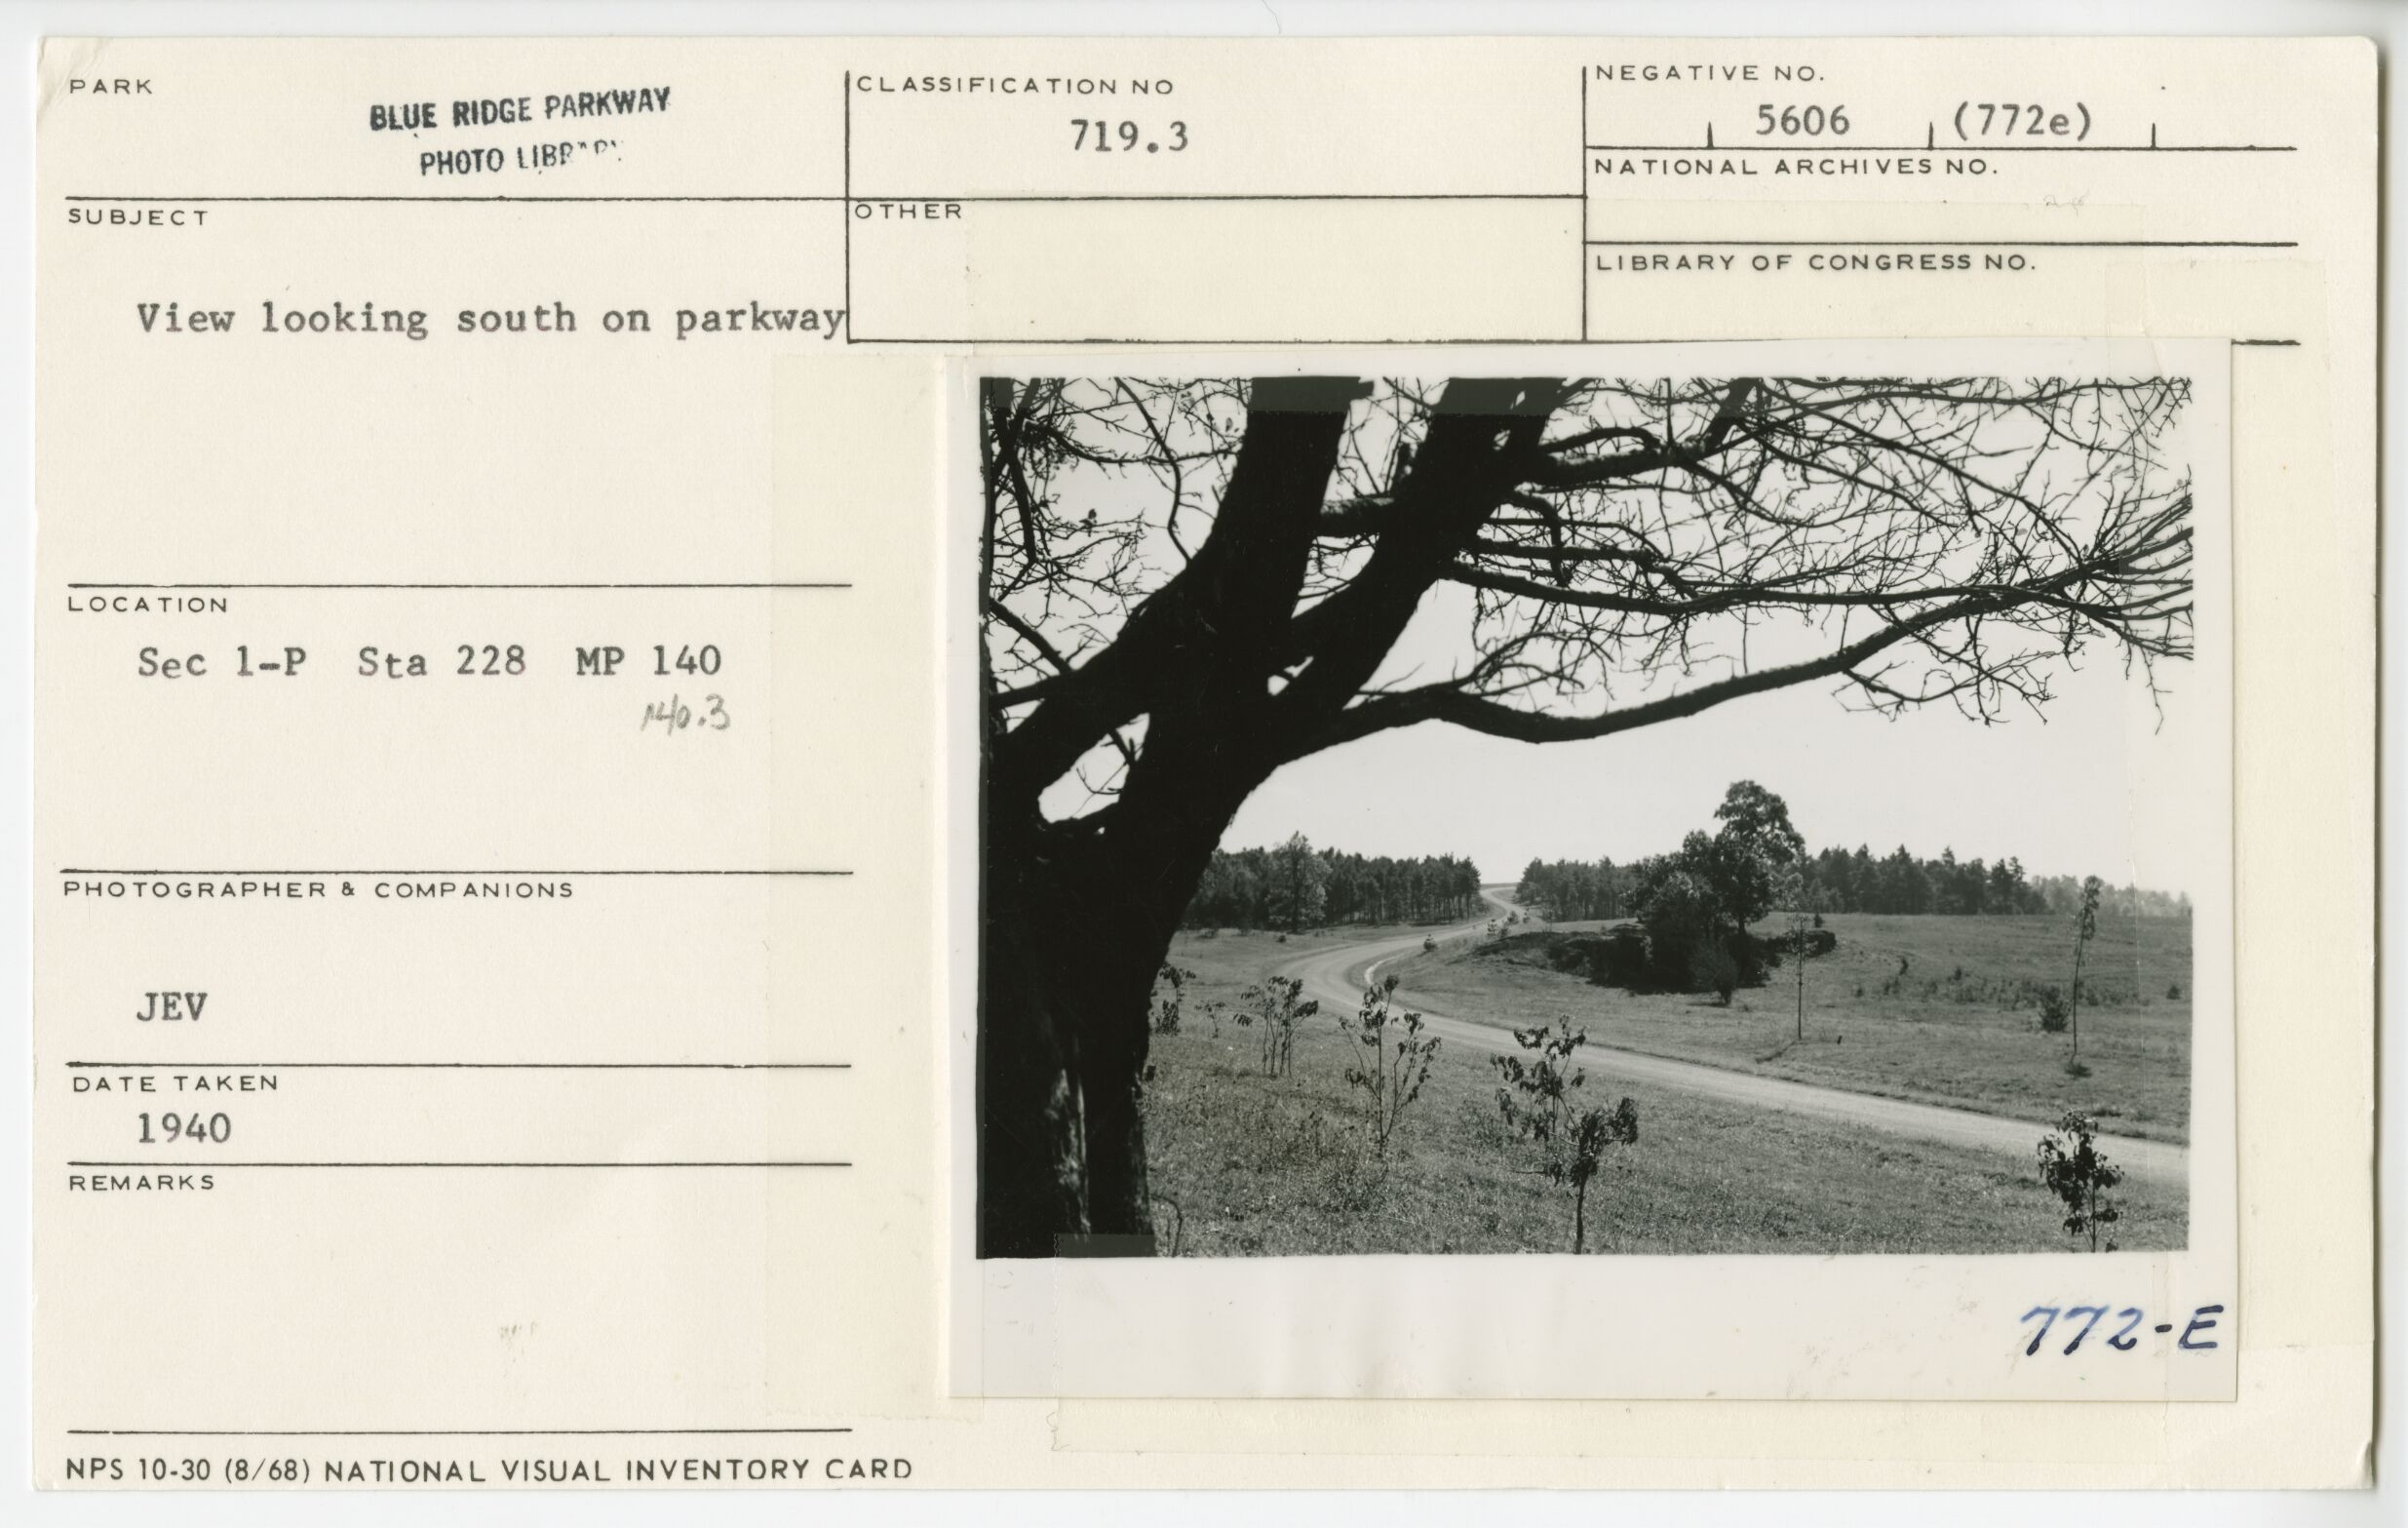 PARK
BLUE RIDGE PARKWAY
PHOTO LIBRARY
CLASSIFICATION NO
719.3
NEGATIVE NO.
5606 (772e)
NATIONAL ARCHIVES NO.
SUBJECT
OTHER
LIBRARY OF CONGRESS NO.
View looking south on parkway
LOCATION
Sec 1-P Sta 228 MP 140
140.3
PHOTOGRAPHER & COMPANIONS
JEV
DATE TAKEN
1940
REMARKS
772-E
NPS 10-30 (8/68) NATIONAL VISUAL INVENTORY CARD